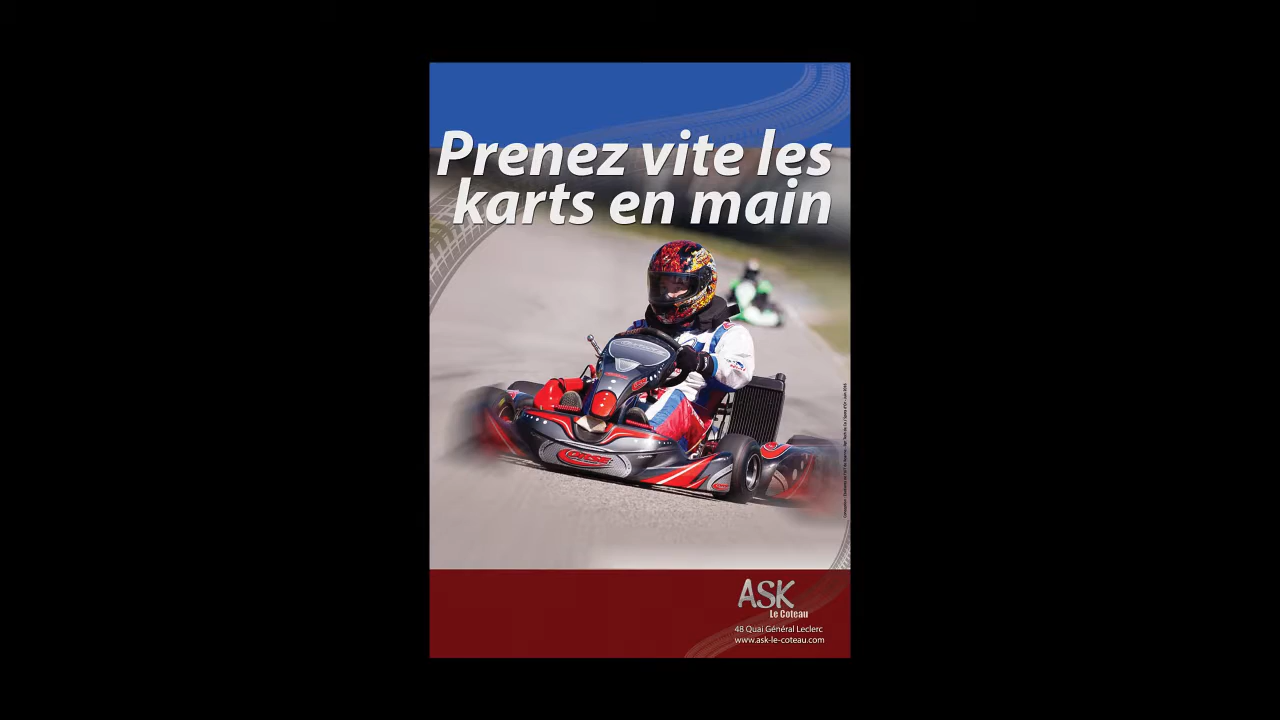 Prenez vite les
karts en main
ASK
Le Coteau
48 Quai Général Leclerc
www.ask-le-coteau.com